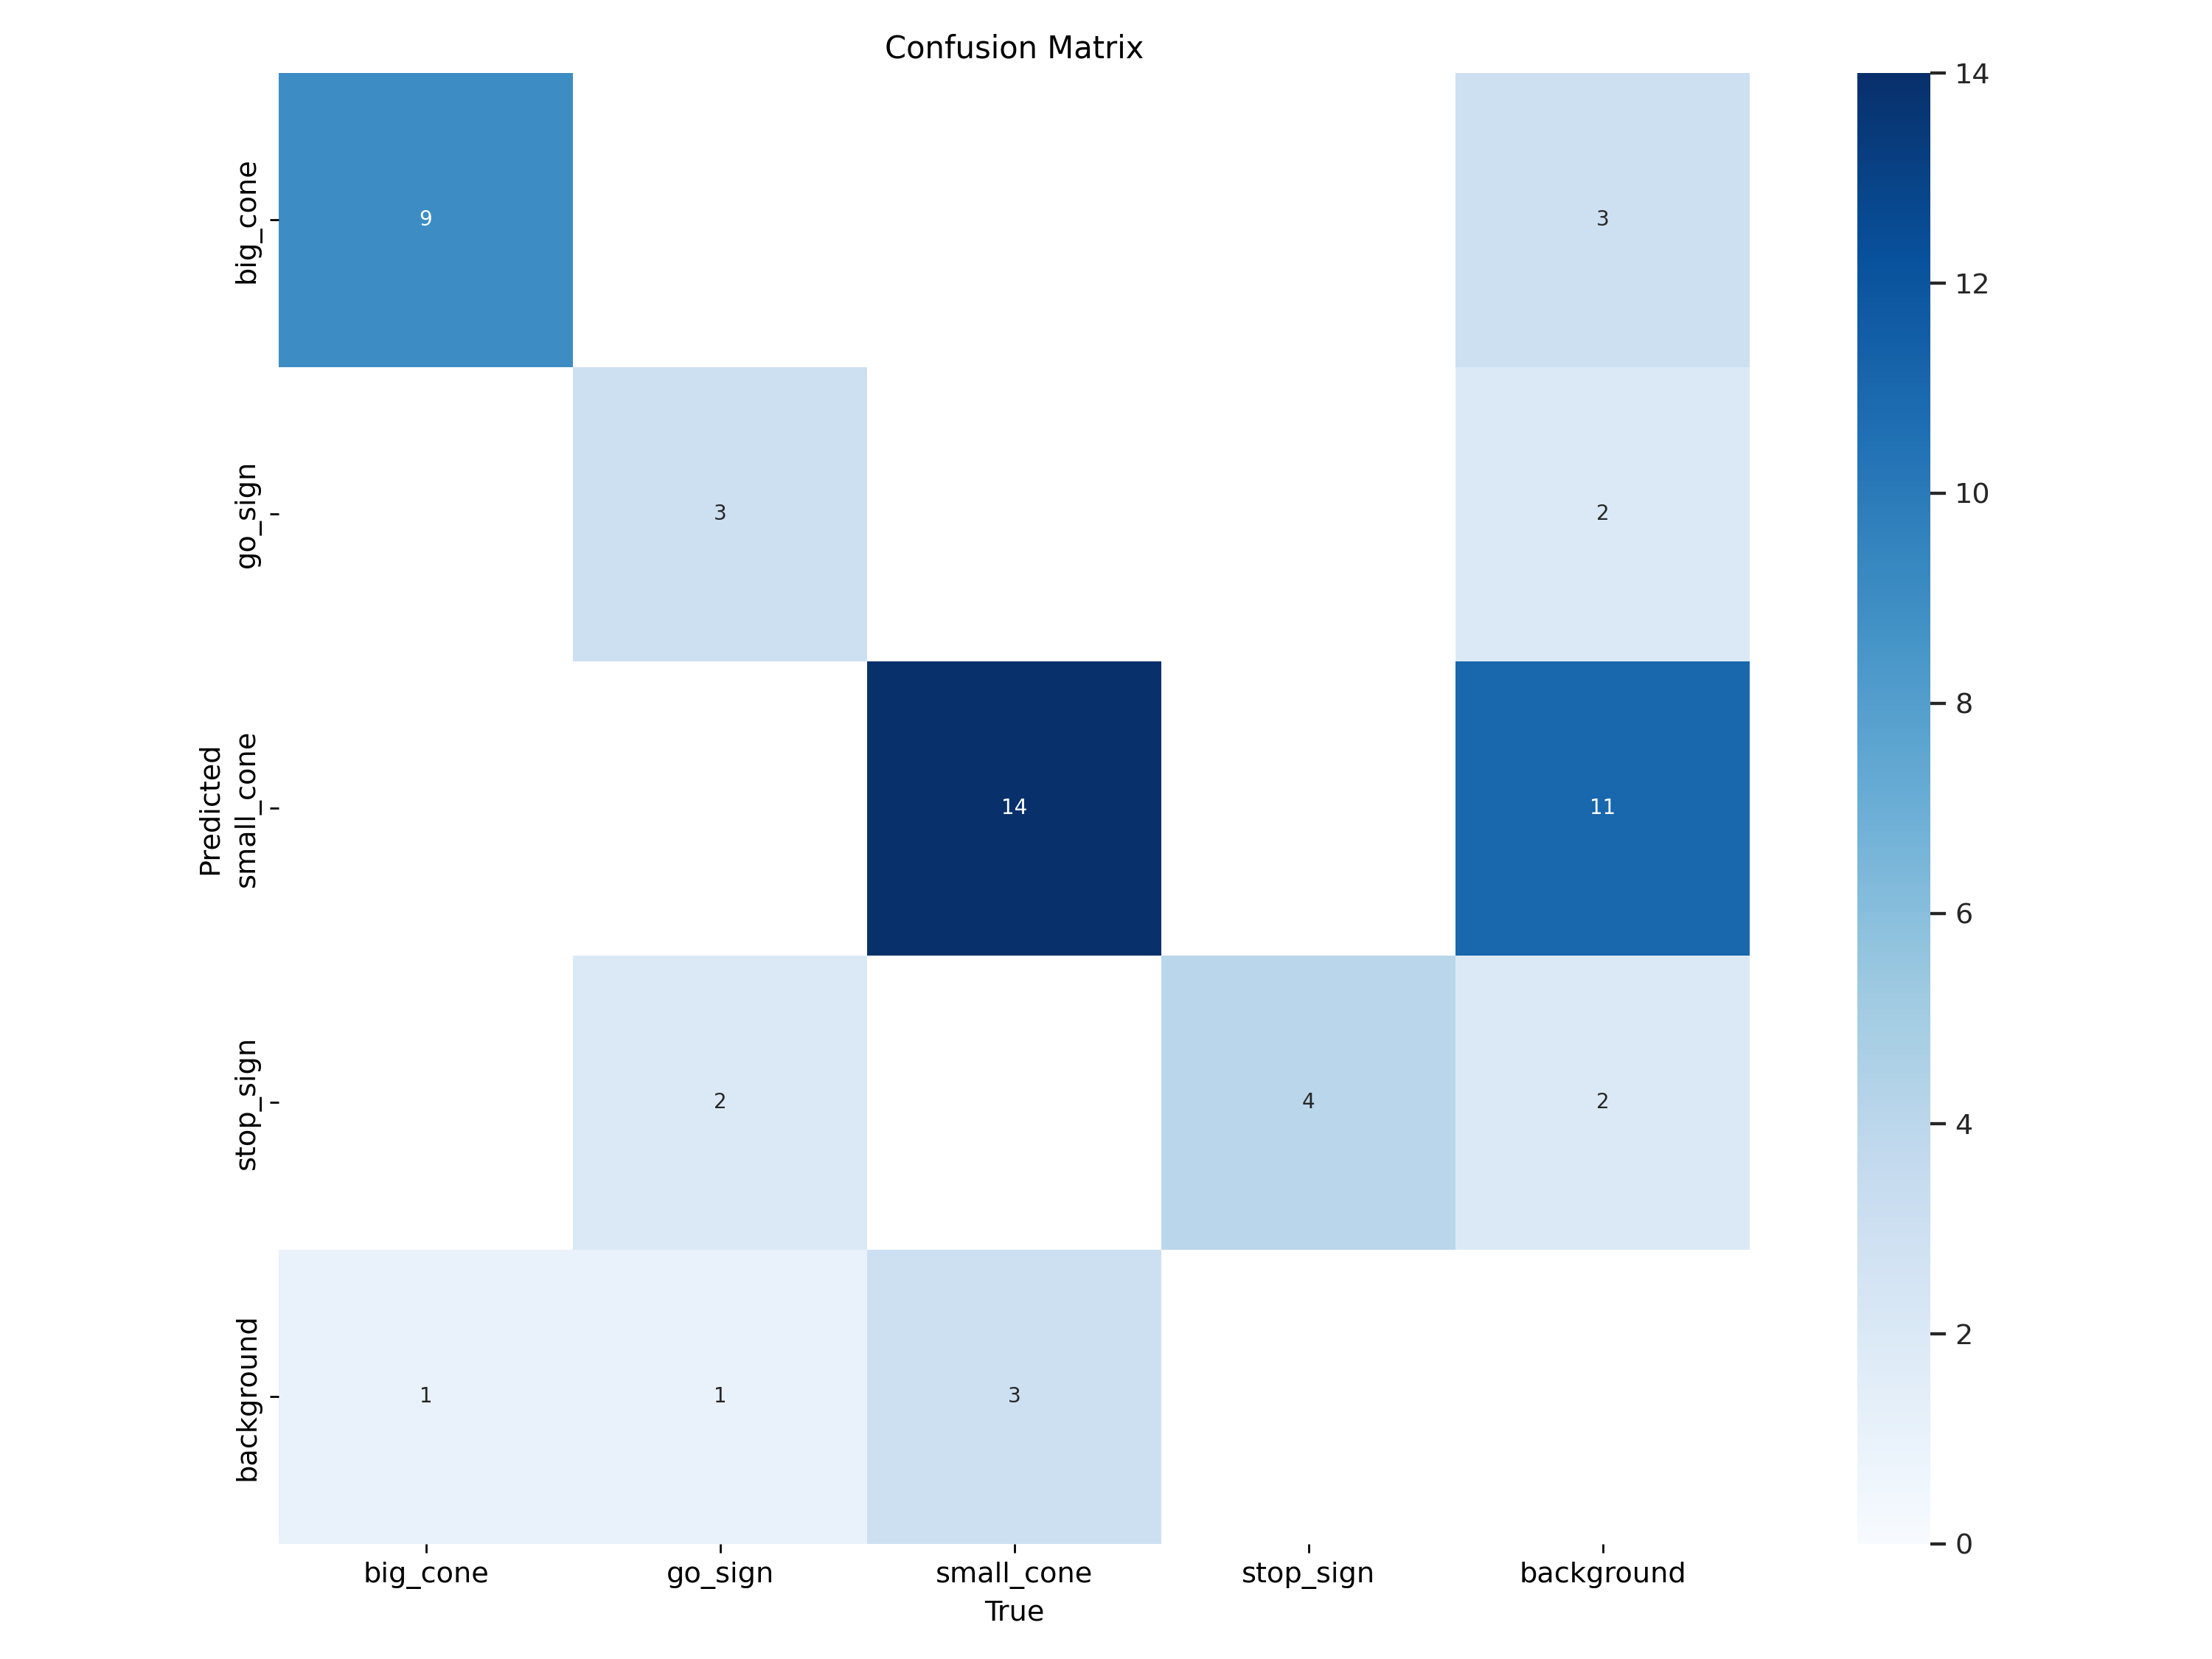 Confusion Matrix
14
12
10
8
6
4
2
0
Predicted
big_cone
9
3
go_sign
3
2
small_cone
14
11
stop_sign
2
4
2
background
1
1
3
big_cone
go_sign
small_cone
stop_sign
background
True